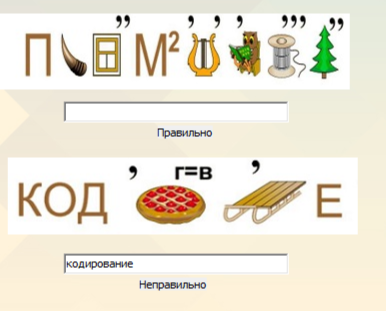 П ,, М² , , , ,,, ,,
Правильно
КОД , г=в , Е
кодирование
Неправильно